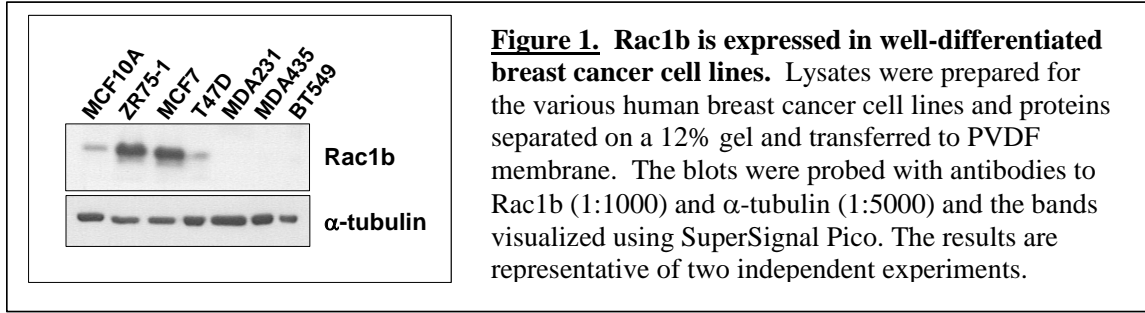 MCF10A
ZR75-1
MCF7
T47D
MDA231
MDA435
BT549
Rac1b
α-tubulin
Figure 1. Rac1b is expressed in well-differentiated
breast cancer cell lines. Lysates were prepared for
the various human breast cancer cell lines and proteins
separated on a 12% gel and transferred to PVDF
membrane. The blots were probed with antibodies to
Rac1b (1:1000) and α-tubulin (1:5000) and the bands
visualized using SuperSignal Pico. The results are
representative of two independent experiments.